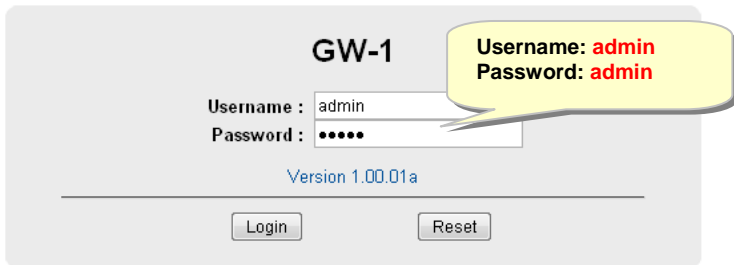 GW-1
Username: admin
Password: admin
Username : admin
Password : •••••
Version 1.00.01a
Login Reset